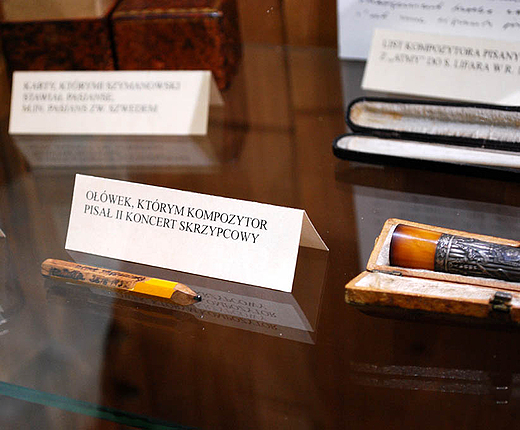 LIST KOMPOZYTORA PISANY
Z „ATMY" DO S. LIFARA W R.
KARTY, KTÓRYMI SZYMANOWSKI
STAWIAŁ PASJANSE,
M.IN. PASJANS ZW. SZWEDEM
OŁÓWEK, KTÓRYM KOMPOZYTOR
PISAŁ II KONCERT SKRZYPCOWY